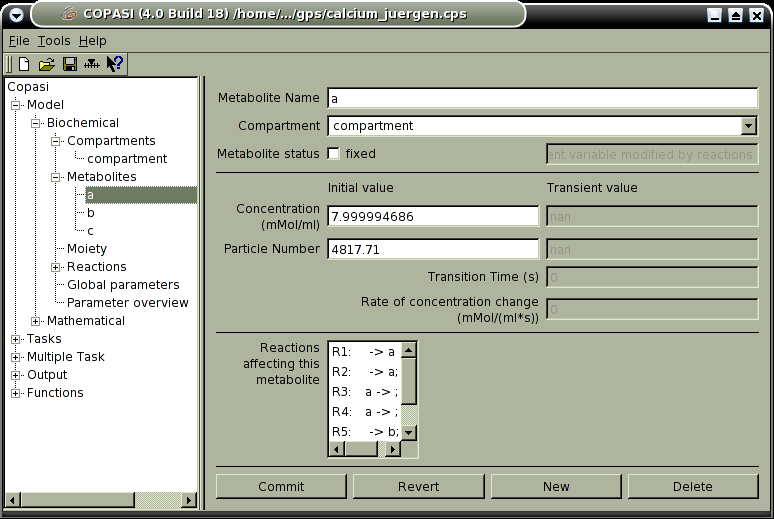 COPASI (4.0 Build 18) /home/.../gps/calcium_juergen.cps
File Tools Help
Copasi
Model
Biochemical
Compartments
compartment
Metabolites
a
b
c
Moiety
Reactions
Global parameters
Parameter overview
Mathematical
Tasks
Multiple Task
Output
Functions
Metabolite Name a
Compartment compartment
Metabolite status fixed ent variable modified by reactions
Initial value Transient value
Concentration
(mMol/ml) 7.999994686 nan
Particle Number 4817.71 nan
Transition Time (s) 0
Rate of concentration change
(mMol/(ml*s)) 0
Reactions
affecting this
metabolite
R1: -> a
R2: -> a;
R3: a -> ;
R4: a -> ;
R5: -> b;
Commit Revert New Delete